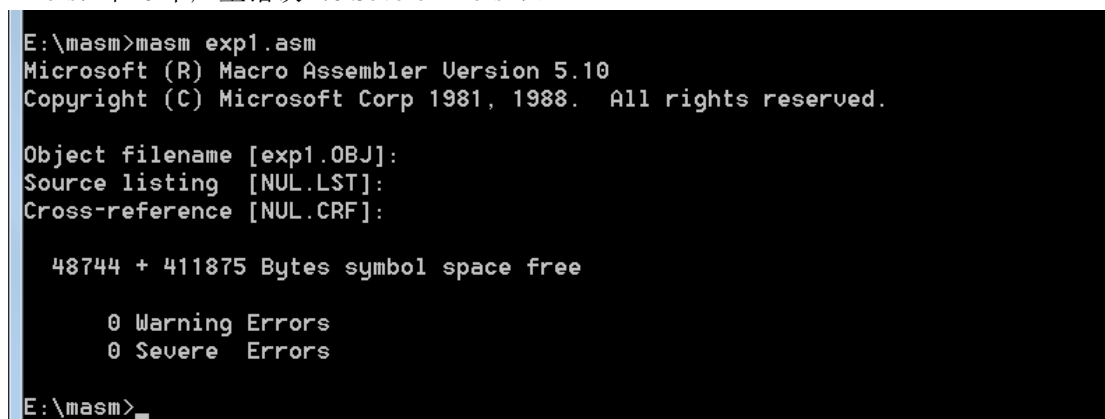 E:\masm>masm exp1.asm
Microsoft (R) Macro Assembler Version 5.10
Copyright (C) Microsoft Corp 1981, 1988.  All rights reserved.
Object filename [exp1.OBJ]:
Source listing  [NUL.LST]:
Cross-reference [NUL.CRF]:
48744 + 411875 Bytes symbol space free
0 Warning Errors
0 Severe  Errors
E:\masm>_